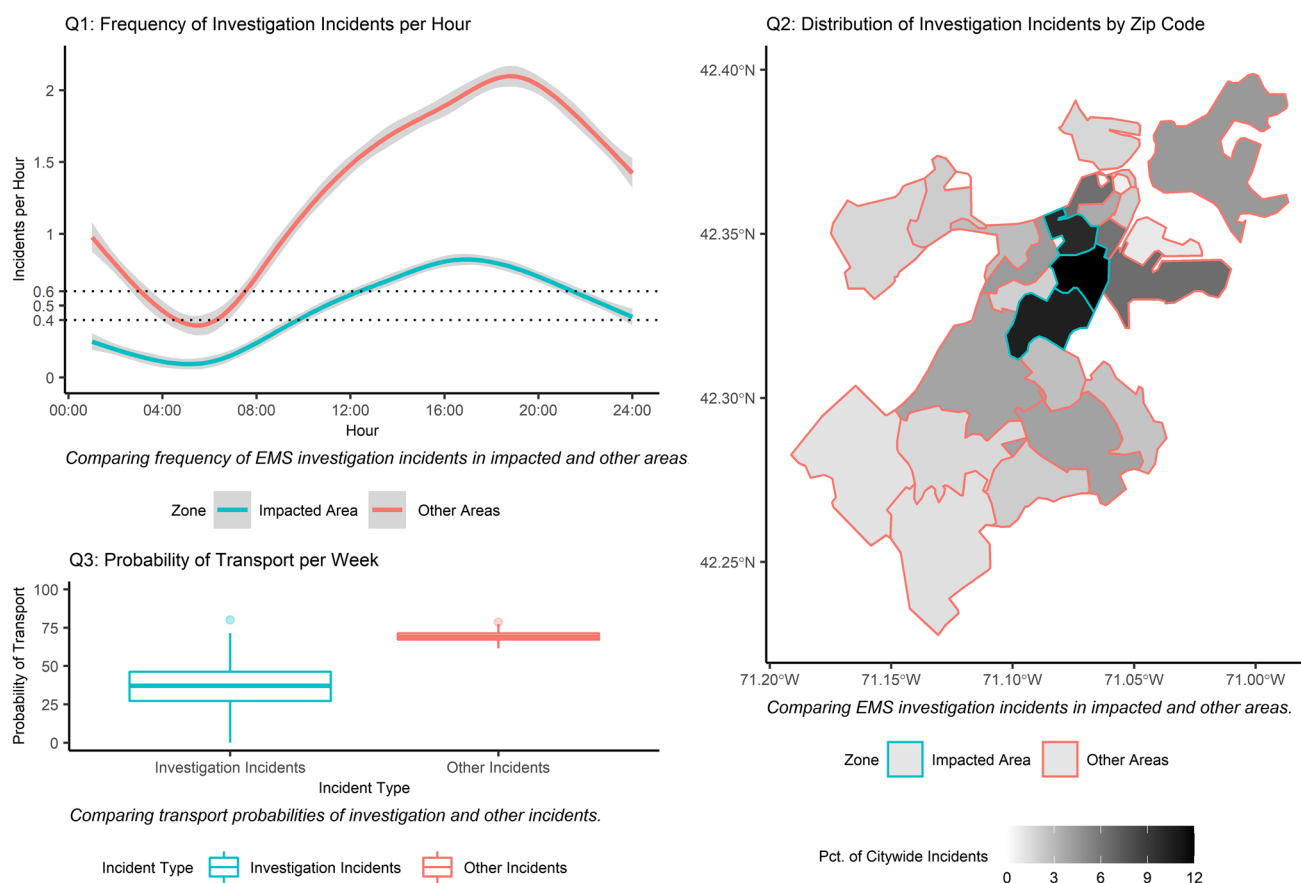 Q1: Frequency of Investigation Incidents per Hour
Incidents per Hour
2
1.5
1
0.6
0.5
0.4
0
00:00 04:00 08:00 12:00 16:00 20:00 24:00
Hour
Comparing frequency of EMS investigation incidents in impacted and other areas.
Zone Impacted Area Other Areas
Q3: Probability of Transport per Week
Probability of Transport
100
75
50
25
0
Investigation Incidents Other Incidents
Incident Type
Comparing transport probabilities of investigation and other incidents.
Incident Type Investigation Incidents Other Incidents
Q2: Distribution of Investigation Incidents by Zip Code
42.40°N
42.35°N
42.30°N
42.25°N
71.20°W 71.15°W 71.10°W 71.05°W 71.00°W
Comparing EMS investigation incidents in impacted and other areas.
Zone Impacted Area Other Areas
Pct. of Citywide Incidents
0 3 6 9 12